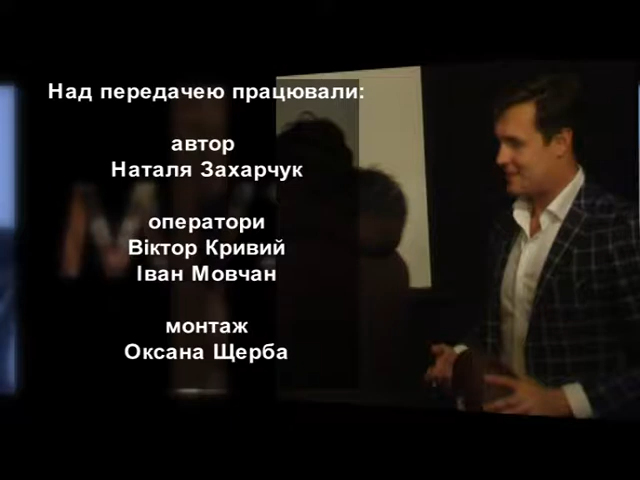 Над передачею працювали:
автор
Наталя Захарчук
оператори
Віктор Кривий
Іван Мовчан
монтаж
Оксана Щерба